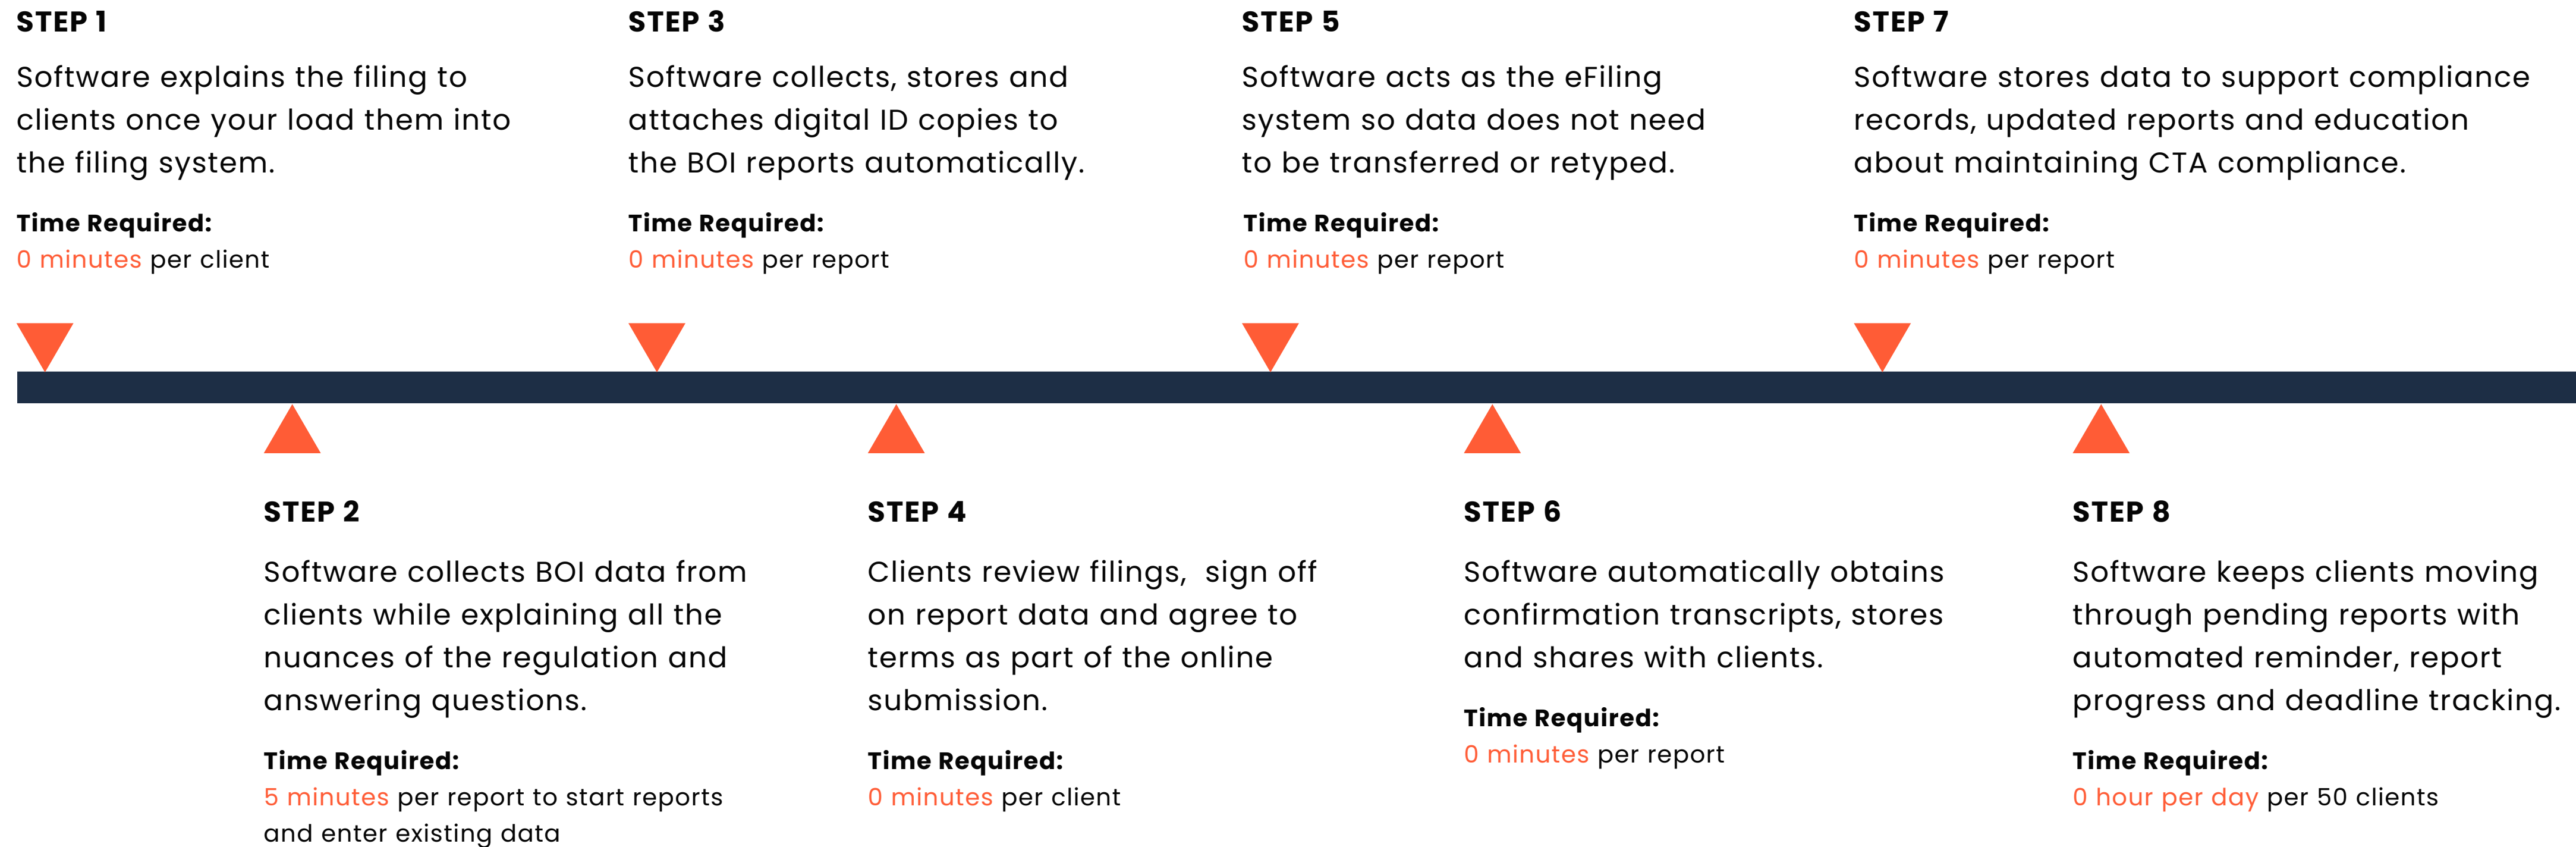 STEP 1
Software explains the filing to
clients once your load them into
the filing system.
Time Required:
0 minutes per client
STEP 2
Software collects BOI data from
clients while explaining all the
nuances of the regulation and
answering questions.
Time Required:
5 minutes per report to start reports
and enter existing data
STEP 3
Software collects, stores and
attaches digital ID copies to
the BOI reports automatically.
Time Required:
0 minutes per report
STEP 4
Clients review filings,  sign off
on report data and agree to
terms as part of the online
submission.
Time Required:
0 minutes per client
STEP 5
Software acts as the eFiling
system so data does not need
to be transferred or retyped.
Time Required:
0 minutes per report
STEP 6
Software automatically obtains
confirmation transcripts, stores
and shares with clients.
Time Required:
0 minutes per report
STEP 7
Software stores data to support compliance
records, updated reports and education
about maintaining CTA compliance.
Time Required:
0 minutes per report
STEP 8
Software keeps clients moving
through pending reports with
automated reminder, report
progress and deadline tracking.
Time Required:
0 hour per day per 50 clients